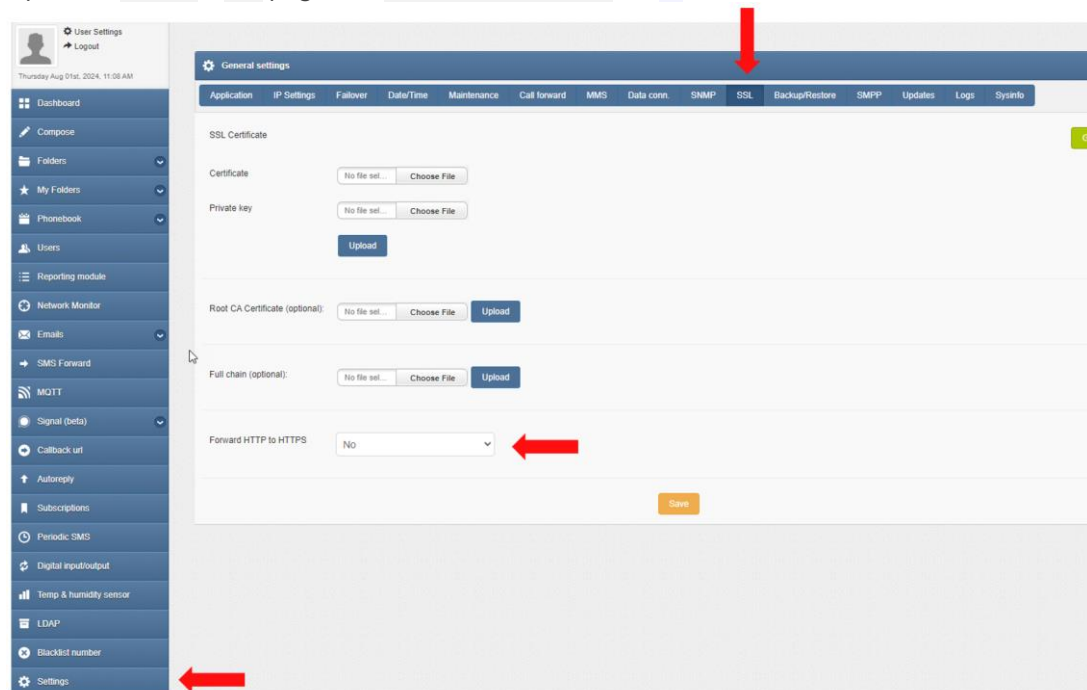 User Settings
Logout
Thursday Aug 01st, 2024, 11:08 AM
Dashboard
Compose
Folders
My Folders
Phonebook
Users
Reporting module
Network Monitor
Emails
SMS Forward
MQTT
Signal (beta)
Callback url
Autoreply
Subscriptions
Periodic SMS
Digital input/output
Temp & humidity sensor
LDAP
Blacklist number
Settings
General settings
Application IP Settings Failover Date/Time Maintenance Call forward MMS Data conn. SNMP SSL Backup/Restore SMPP Updates Logs Sysinfo
SSL Certificate
Certificate No file sel... Choose File
Private key No file sel... Choose File
Upload
Root CA Certificate (optional): No file sel... Choose File Upload
Full chain (optional): No file sel... Choose File Upload
Forward HTTP to HTTPS No
Save